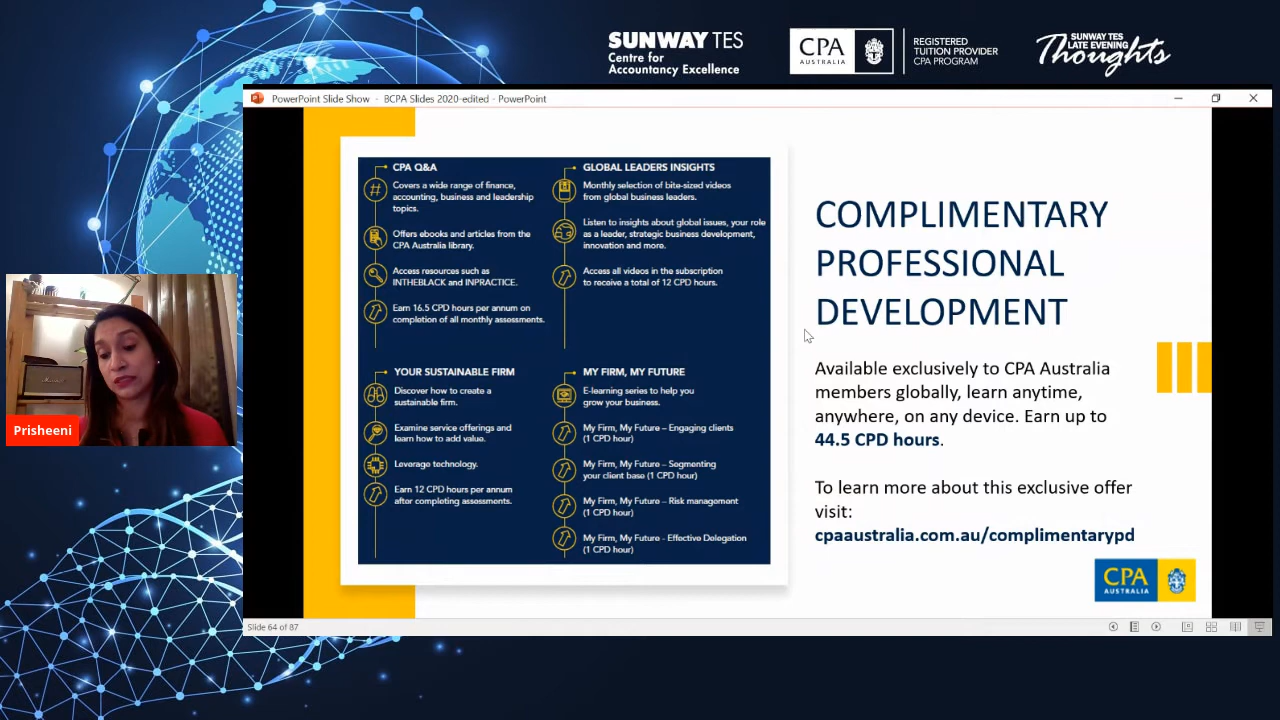 SUNWAY TES
Centre for
Accountancy Excellence
CPA
AUSTRALIA
REGISTERED
TUITION PROVIDER
CPA PROGRAM
SUNWAY TES
LATE EVENING
Thoughts
PowerPoint Slide Show - BCPA Slides 2020-edited - PowerPoint
CPA Q&A
Covers a wide range of finance,
accounting, business and leadership
topics.
Offers ebooks and articles from the
CPA Australia library.
Access resources such as
INTHEBLACK and INPRACTICE.
Earn 16.5 CPD hours per annum on
completion of all monthly assessments.
GLOBAL LEADERS INSIGHTS
Monthly selection of bite-sized videos
from global business leaders.
Listen to insights about global issues, your role
as a leader, strategic business development,
innovation and more.
Access all videos in the subscription
to receive a total of 12 CPD hours.
YOUR SUSTAINABLE FIRM
Discover how to create a
sustainable firm.
Examine service offerings and
learn how to add value.
Leverage technology.
Earn 12 CPD hours per annum
after completing assessments.
MY FIRM, MY FUTURE
E-learning series to help you
grow your business.
My Firm, My Future – Engaging clients
(1 CPD hour)
My Firm, My Future – Segmenting
your client base (1 CPD hour)
My Firm, My Future – Risk management
(1 CPD hour)
My Firm, My Future - Effective Delegation
(1 CPD hour)
COMPLIMENTARY
PROFESSIONAL
DEVELOPMENT
Available exclusively to CPA Australia
members globally, learn anytime,
anywhere, on any device. Earn up to
44.5 CPD hours.
To learn more about this exclusive offer
visit:
cpaaustralia.com.au/complimentarypd
CPA
AUSTRALIA
Prisheeni
Slide 64 of 87